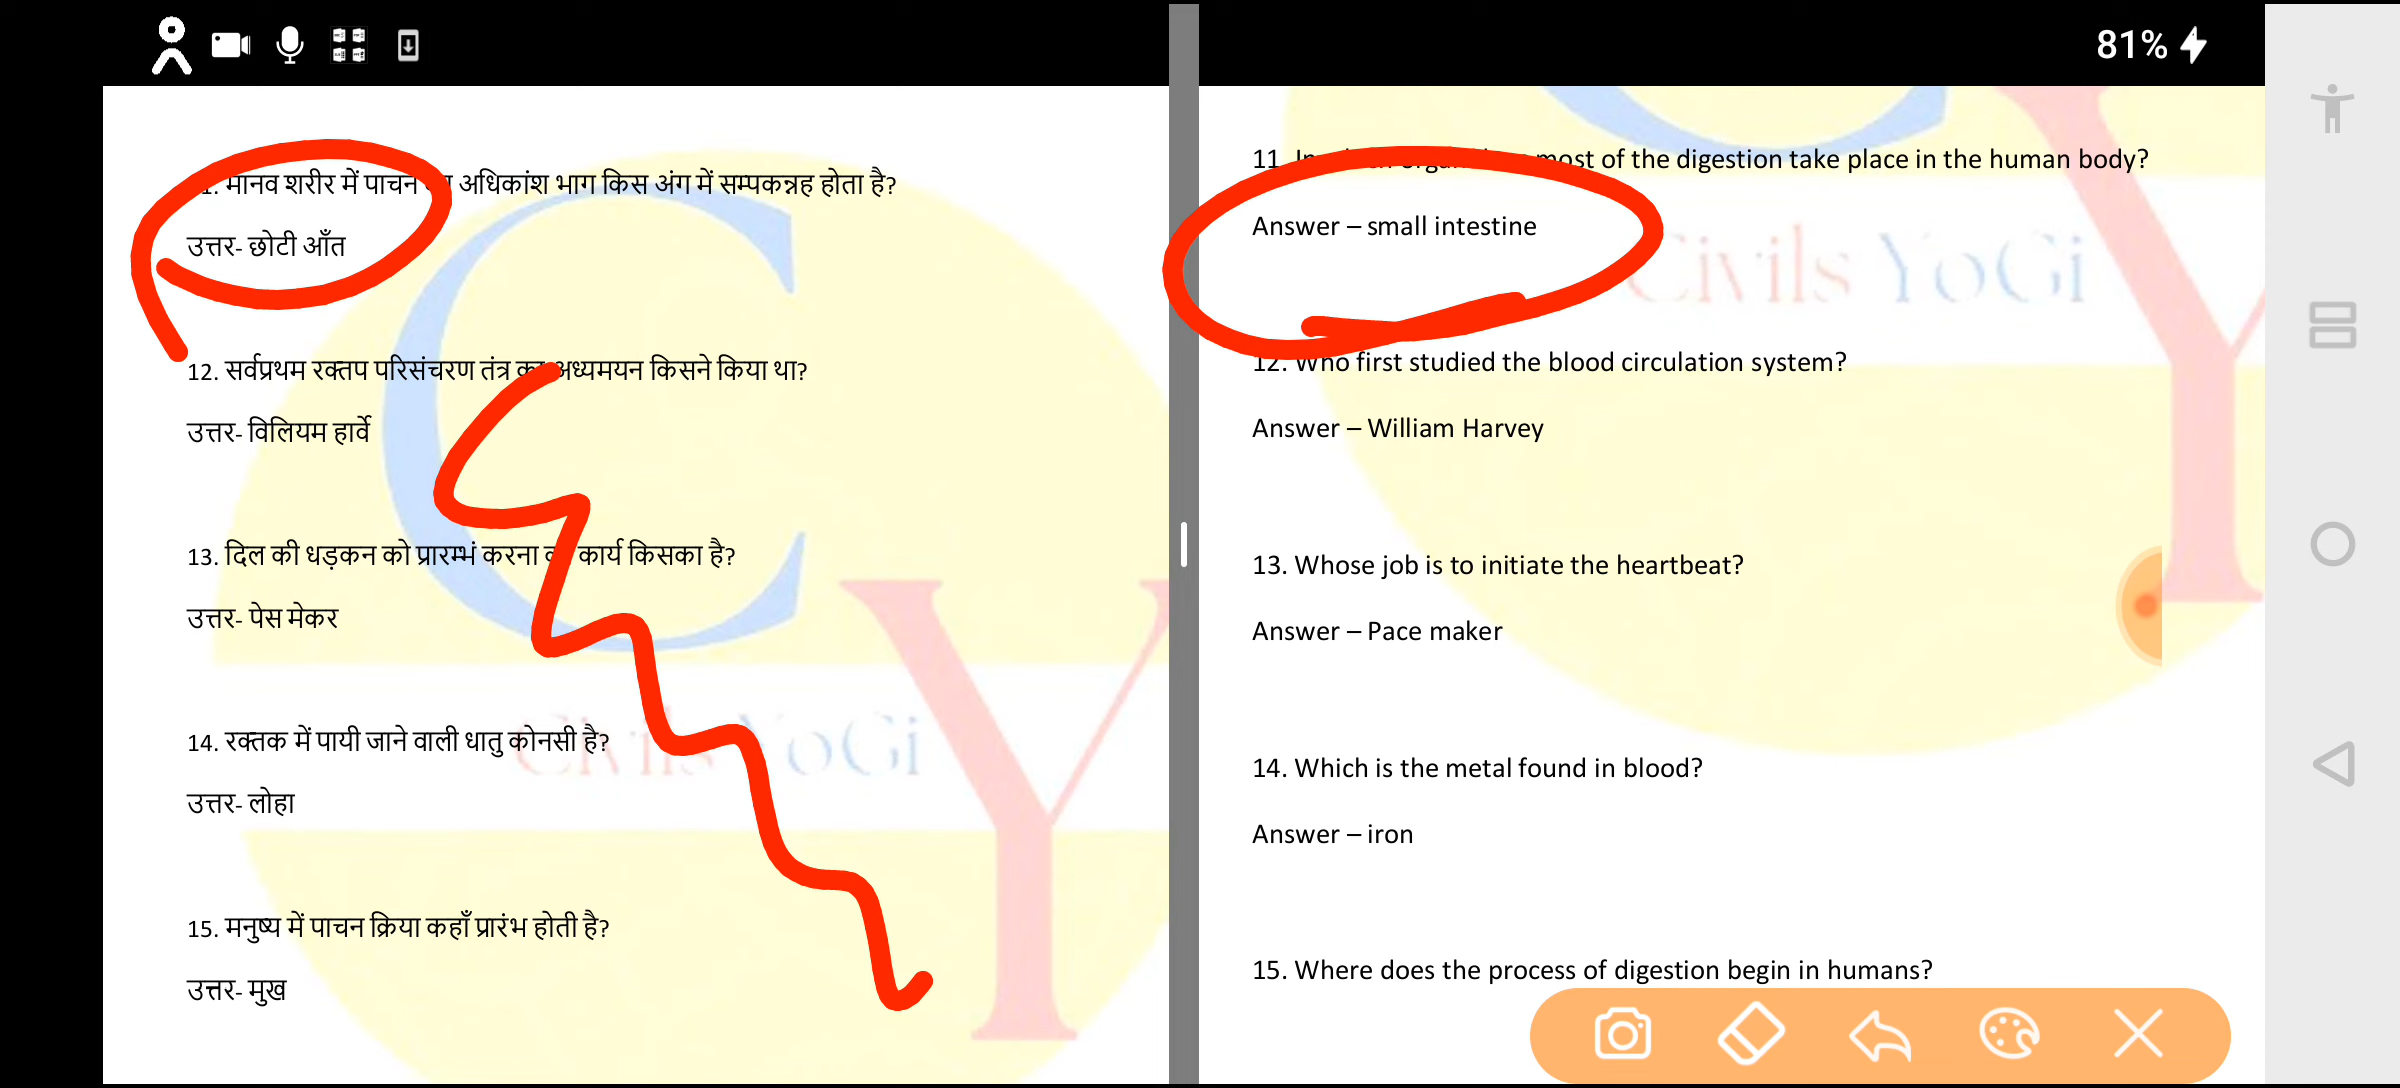 81%
मानव शरीर में पाचन अधिकांश भाग किस अंग में सम्पकन्नह होता है?
उत्तर- छोटी आँत
12. सर्वप्रथम रक्तप परिसंचरण तंत्र का अध्यमयन किसने किया था?
उत्तर- विलियम हार्वे
13. दिल की धड़कन को प्रारम्भं करना का कार्य किसका है?
उत्तर- पेस मेकर
14. रक्तक में पायी जाने वाली धातु कोनसी है?
उत्तर- लोहा
15. मनुष्य में पाचन क्रिया कहाँ प्रारंभ होती है?
उत्तर- मुख
C Y
Civils YoGi
11. most of the digestion take place in the human body?
Answer – small intestine
Civils YoGi
12. Who first studied the blood circulation system?
Answer – William Harvey
13. Whose job is to initiate the heartbeat?
Answer – Pace maker
14. Which is the metal found in blood?
Answer – iron
15. Where does the process of digestion begin in humans?